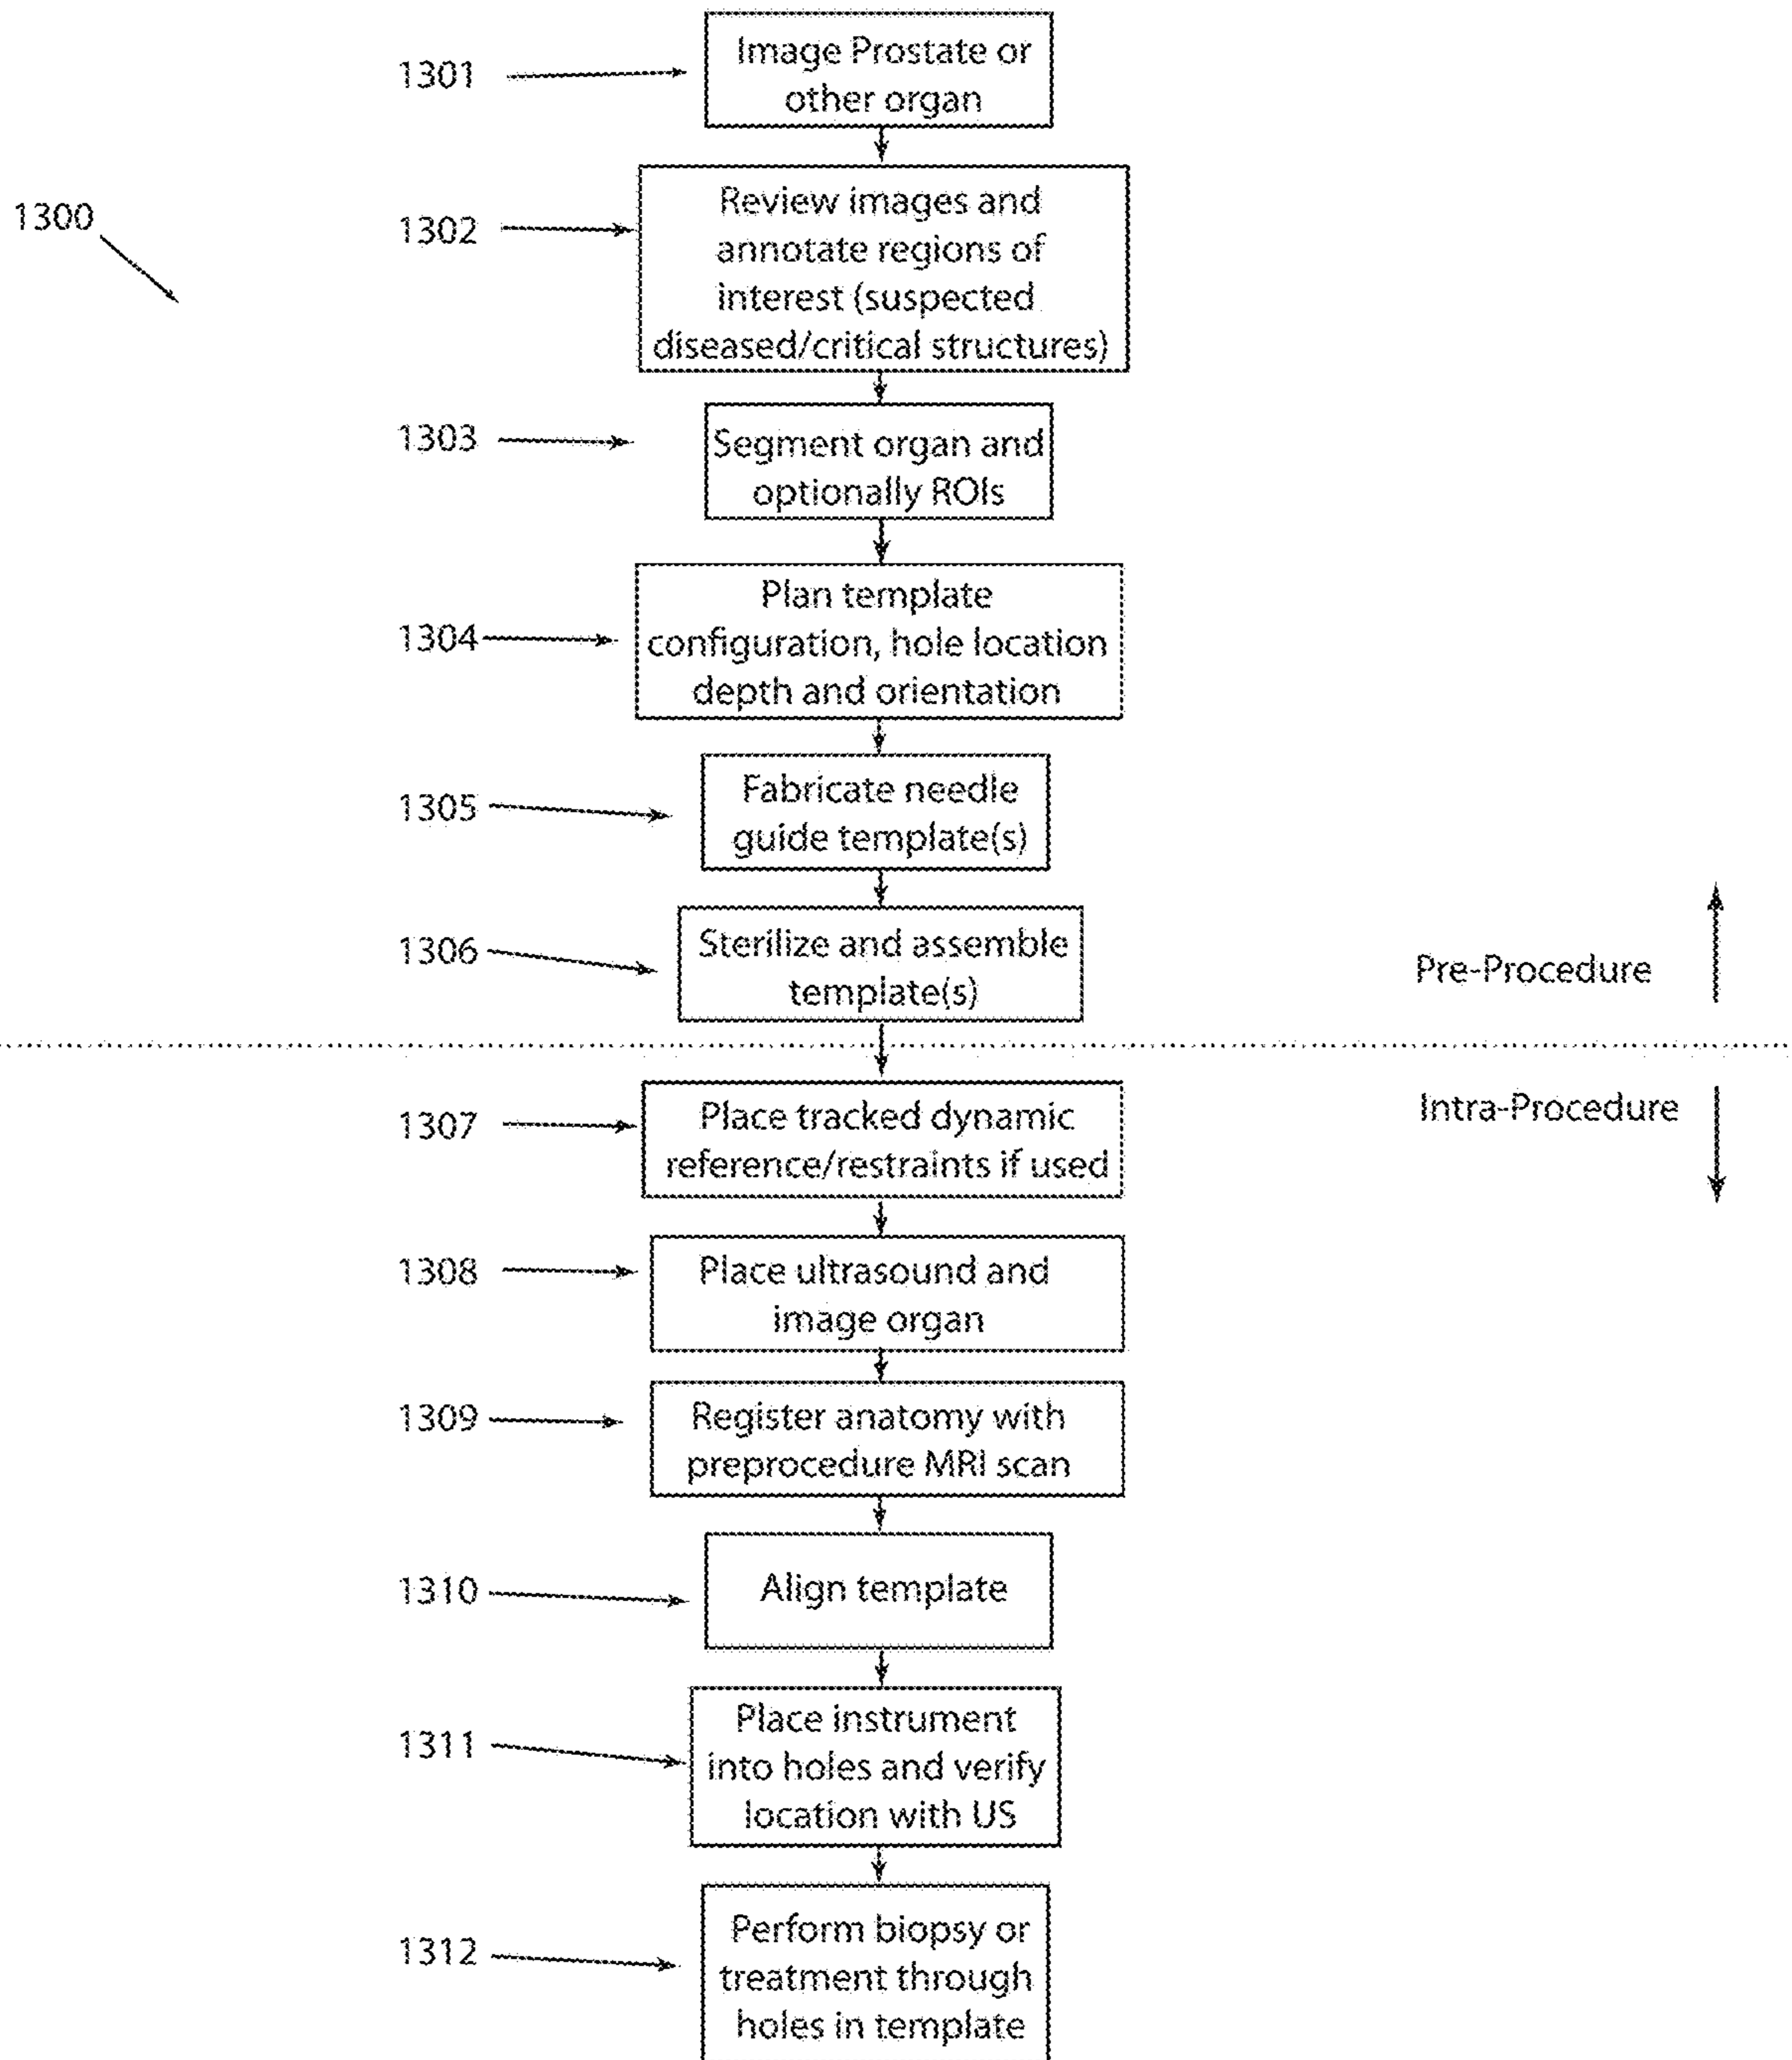 1300
1301
Image Prostate or
other organ
1302
Review images and
annotate regions of
interest (suspected
diseased/critical structures)
1303
Segment organ and
optionally ROIs
1304
Plan template
configuration, hole location
depth and orientation
1305
Fabricate needle
guide template(s)
1306
Sterilize and assemble
template(s)
Pre-Procedure
Intra-Procedure
1307
Place tracked dynamic
reference/restraints if used
1308
Place ultrasound and
image organ
1309
Register anatomy with
preprocedure MRI scan
1310
Align template
1311
Place instrument
into holes and verify
location with US
1312
Perform biopsy or
treatment through
holes in template